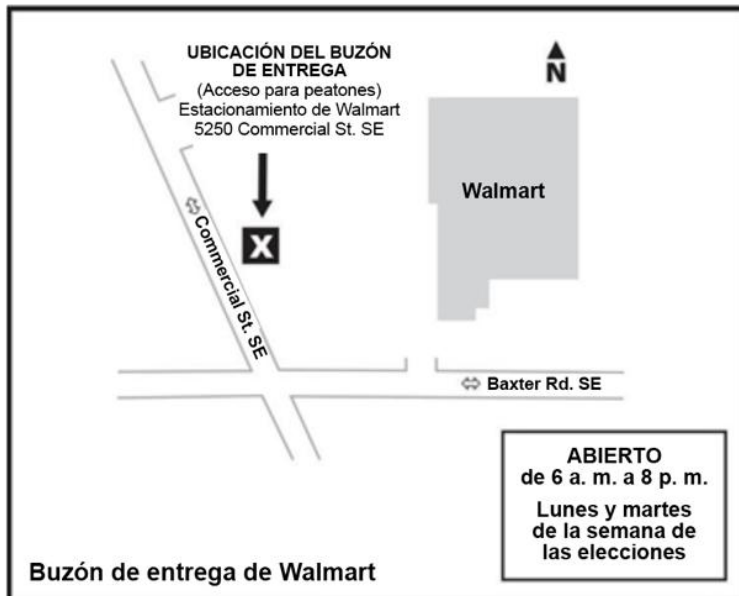 UBICACIÓN DEL BUZÓN
DE ENTREGA
(Acceso para peatones)
Estacionamiento de Walmart
5250 Commercial St. SE
N
Walmart
X
Commercial St. SE
Baxter Rd. SE
ABIERTO
de 6 a. m. a 8 p. m.
Lunes y martes
de la semana de
las elecciones
Buzón de entrega de Walmart